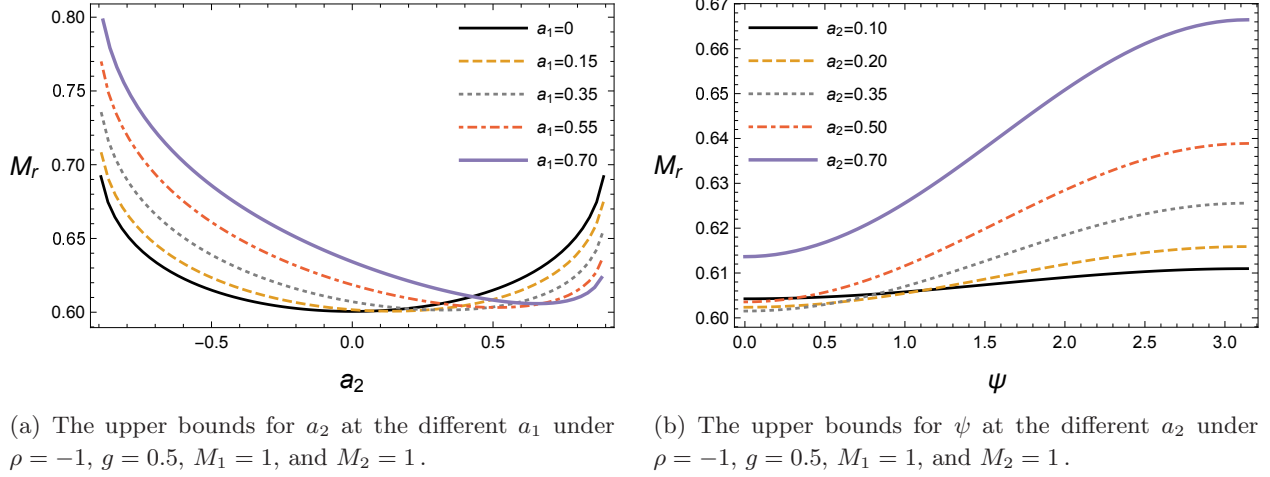 0.80
0.75
0.70
0.65
0.60
M_r
−0.5
0.0
0.5
a_2
a_1=0
a_1=0.15
a_1=0.35
a_1=0.55
a_1=0.70
0.67
0.66
0.65
0.64
0.63
0.62
0.61
0.60
M_r
0.0
0.5
1.0
1.5
2.0
2.5
3.0
ψ
a_2=0.10
a_2=0.20
a_2=0.35
a_2=0.50
a_2=0.70
(a) The upper bounds for a_2 at the different a_1 under
ρ = −1, g = 0.5, M_1 = 1, and M_2 = 1 .
(b) The upper bounds for ψ at the different a_2 under
ρ = −1, g = 0.5, M_1 = 1, and M_2 = 1 .